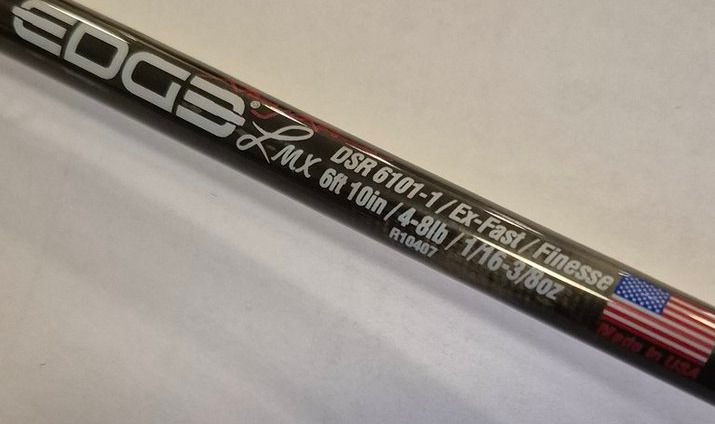 EDGE®
LMX
DSR 6101-1 / Ex-Fast / Finesse
6ft 10in / 4-8lb / 1/16-3/8oz
R10407
Made in USA